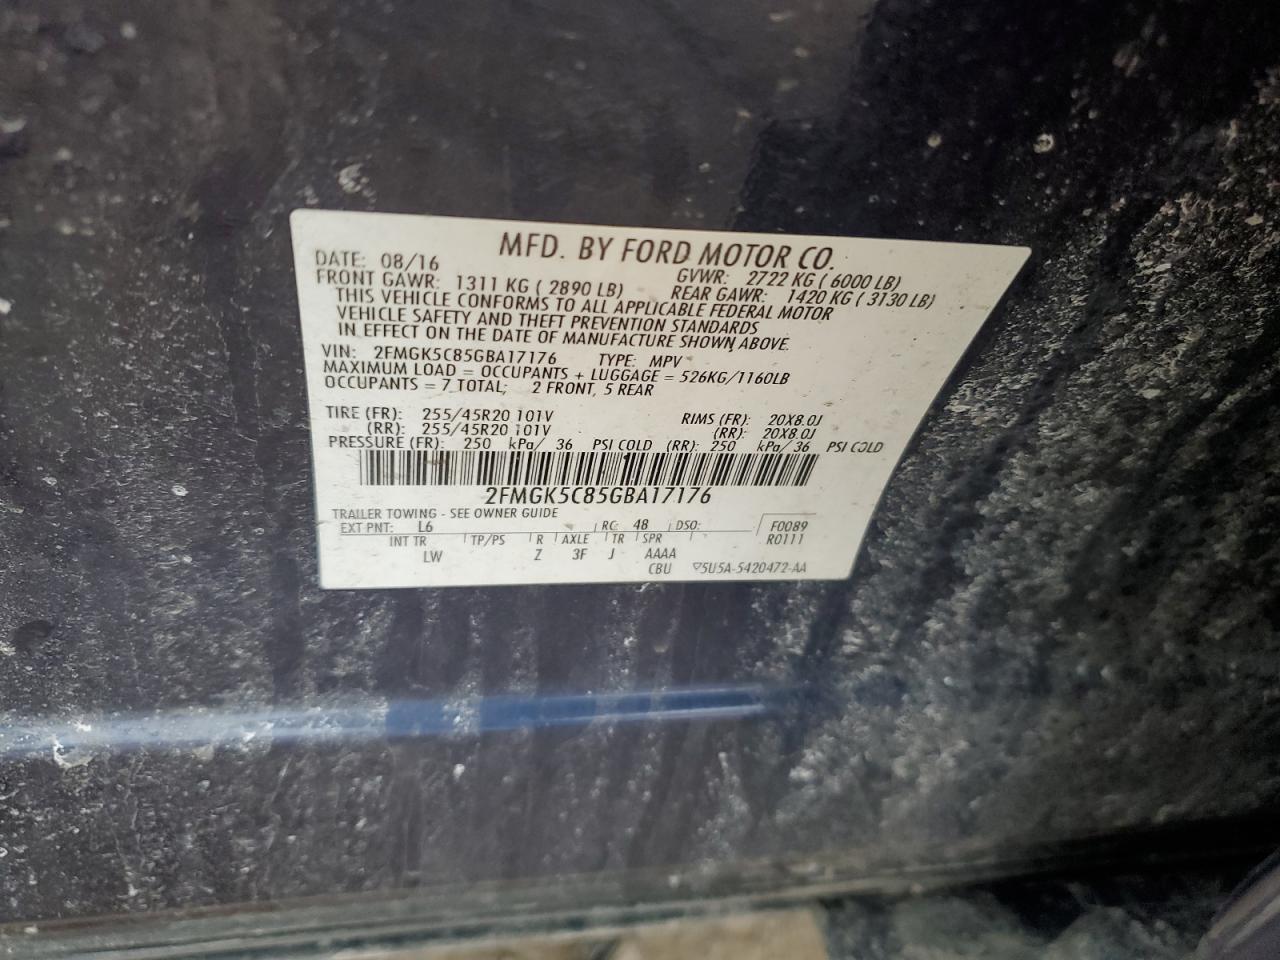 MFD. BY FORD MOTOR CO.
DATE: 08/16 GVWR: 2722 KG ( 6000 LB)
FRONT GAWR: 1311 KG ( 2890 LB) REAR GAWR: 1420 KG ( 3130 LB)
THIS VEHICLE CONFORMS TO ALL APPLICABLE FEDERAL MOTOR
VEHICLE SAFETY AND THEFT PREVENTION STANDARDS
IN EFFECT ON THE DATE OF MANUFACTURE SHOWN ABOVE.
VIN: 2FMGK5C85GBA17176 TYPE: MPV
MAXIMUM LOAD = OCCUPANTS + LUGGAGE = 526KG/1160LB
OCCUPANTS = 7 TOTAL; 2 FRONT, 5 REAR
TIRE (FR): 255/45R20 101V RIMS (FR): 20X8.0J
(RR): 255/45R20 101V (RR): 20X8.0J
PRESSURE (FR): 250 kPa/ 36 PSI COLD (RR): 250 kPa/ 36 PSI COLD
2FMGK5C85GBA17176
TRAILER TOWING - SEE OWNER GUIDE
EXT PNT: L6 RC: 48 DSO: F0089
INT TR TP/PS R AXLE TR SPR R0111
LW Z 3F J AAAA
CBU 5U5A-5420472-AA